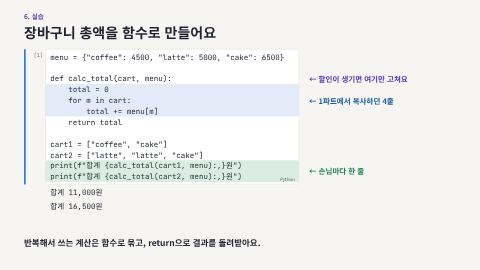 6. 실습
장바구니 총액을 함수로 만들어요
[1]
menu = {"coffee": 4500, "latte": 5000, "cake": 6500}
def calc_total(cart, menu):
← 할인이 생기면 여기만 고쳐요
total = 0
for m in cart:
← 1파트에서 복사하던 4줄
total += menu[m]
return total
cart1 = ["coffee", "cake"]
cart2 = ["latte", "latte", "cake"]
print(f"합계 {calc_total(cart1, menu):,}원")
← 손님마다 한 줄
print(f"합계 {calc_total(cart2, menu):,}원")
Python
합계 11,000원
합계 16,500원
반복해서 쓰는 계산은 함수로 묶고, return으로 결과를 돌려받아요.